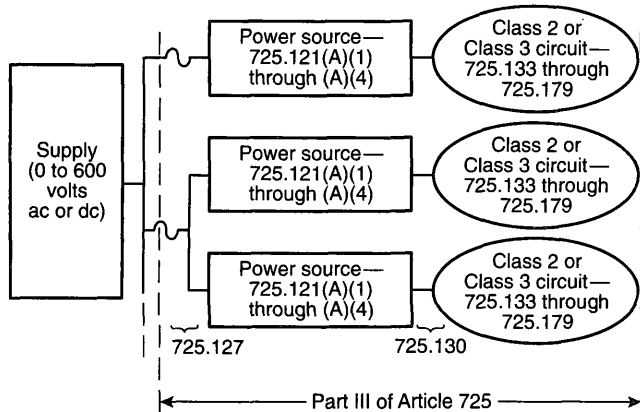 Supply
(0 to 600
volts
ac or dc)
Power source—
725.121(A)(1)
through (A)(4)
Class 2 or
Class 3 circuit—
725.133 through
725.179
Power source—
725.121(A)(1)
through (A)(4)
Class 2 or
Class 3 circuit—
725.133 through
725.179
Power source—
725.121(A)(1)
through (A)(4)
Class 2 or
Class 3 circuit—
725.133 through
725.179
725.127
725.130
Part III of Article 725